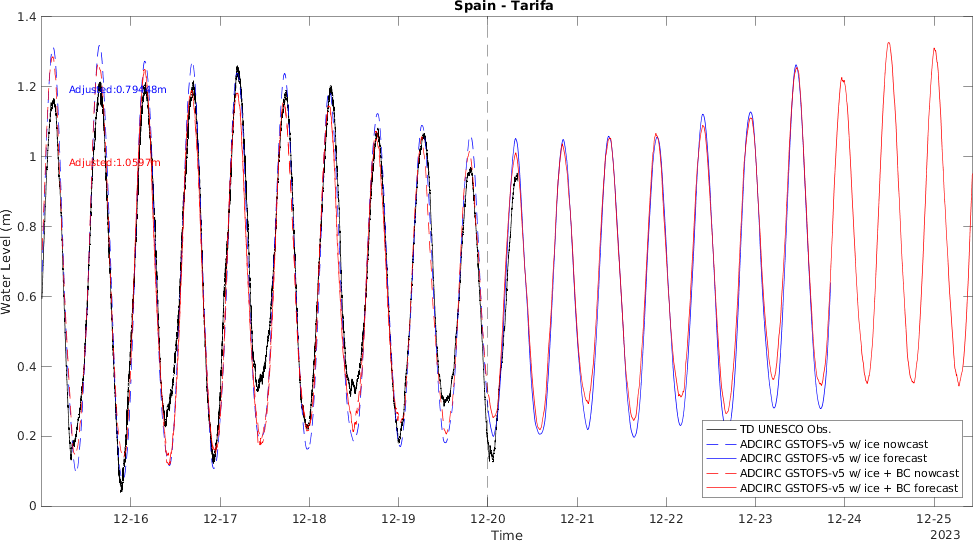 Spain - Tarifa
1.4
1.2
1
0.8
0.6
0.4
0.2
0
Water Level (m)
Adjusted:0.79448m
Adjusted:1.0597m
TD UNESCO Obs.
ADCIRC GSTOFS-v5 w/ ice nowcast
ADCIRC GSTOFS-v5 w/ ice forecast
ADCIRC GSTOFS-v5 w/ ice + BC nowcast
ADCIRC GSTOFS-v5 w/ ice + BC forecast
12-16 12-17 12-18 12-19 12-20 12-21 12-22 12-23 12-24 12-25
2023
Time